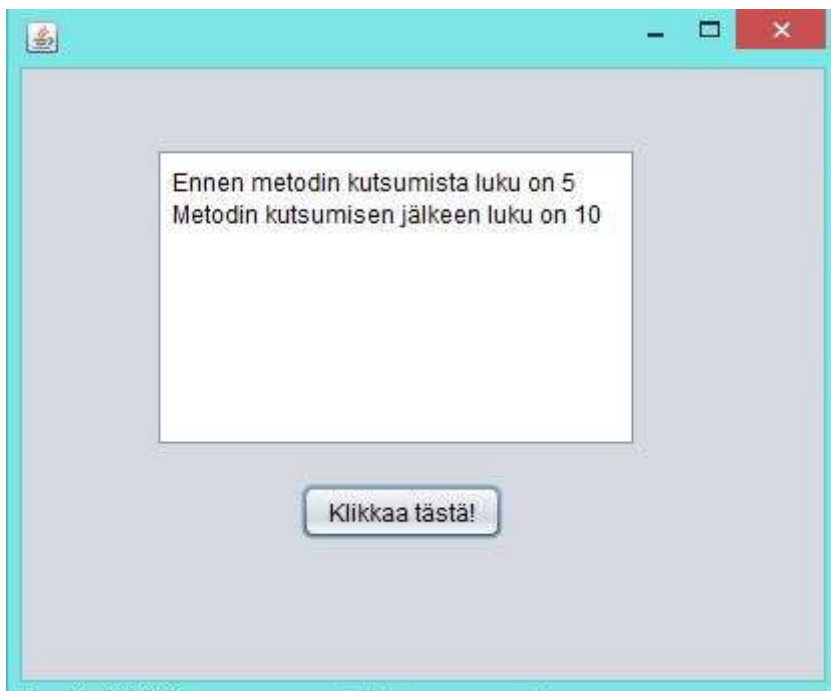 Ennen metodin kutsumista luku on 5
Metodin kutsumisen jälkeen luku on 10
Klikkaa tästä!